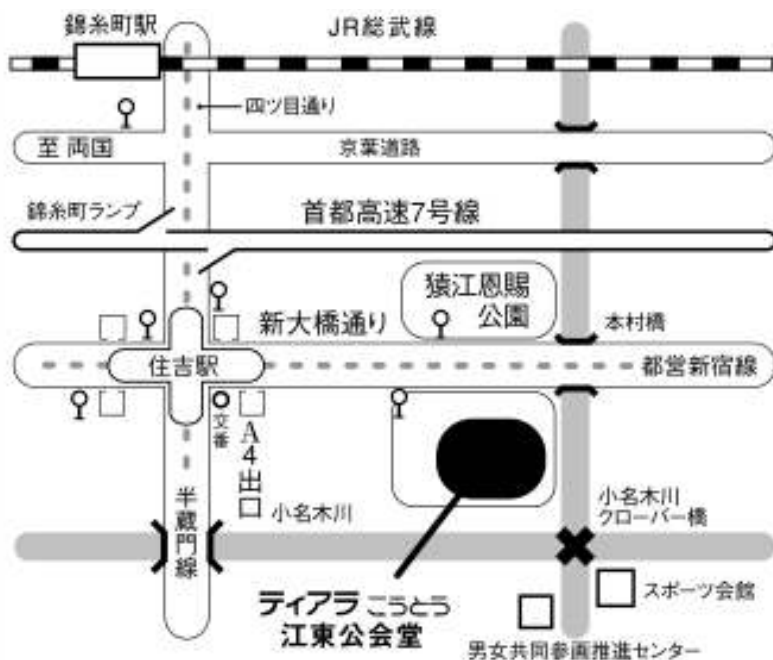 錦糸町駅
JR総武線
四ツ目通り
至 両国
京葉道路
錦糸町ランプ
首都高速7号線
猿江恩賜
公園
新大橋通り
本村橋
住吉駅
都営新宿線
交番
A4出口
半蔵門線
小名木川
小名木川
クローバー橋
ティアラ こうとう
江東公会堂
スポーツ会館
男女共同参画推進センター